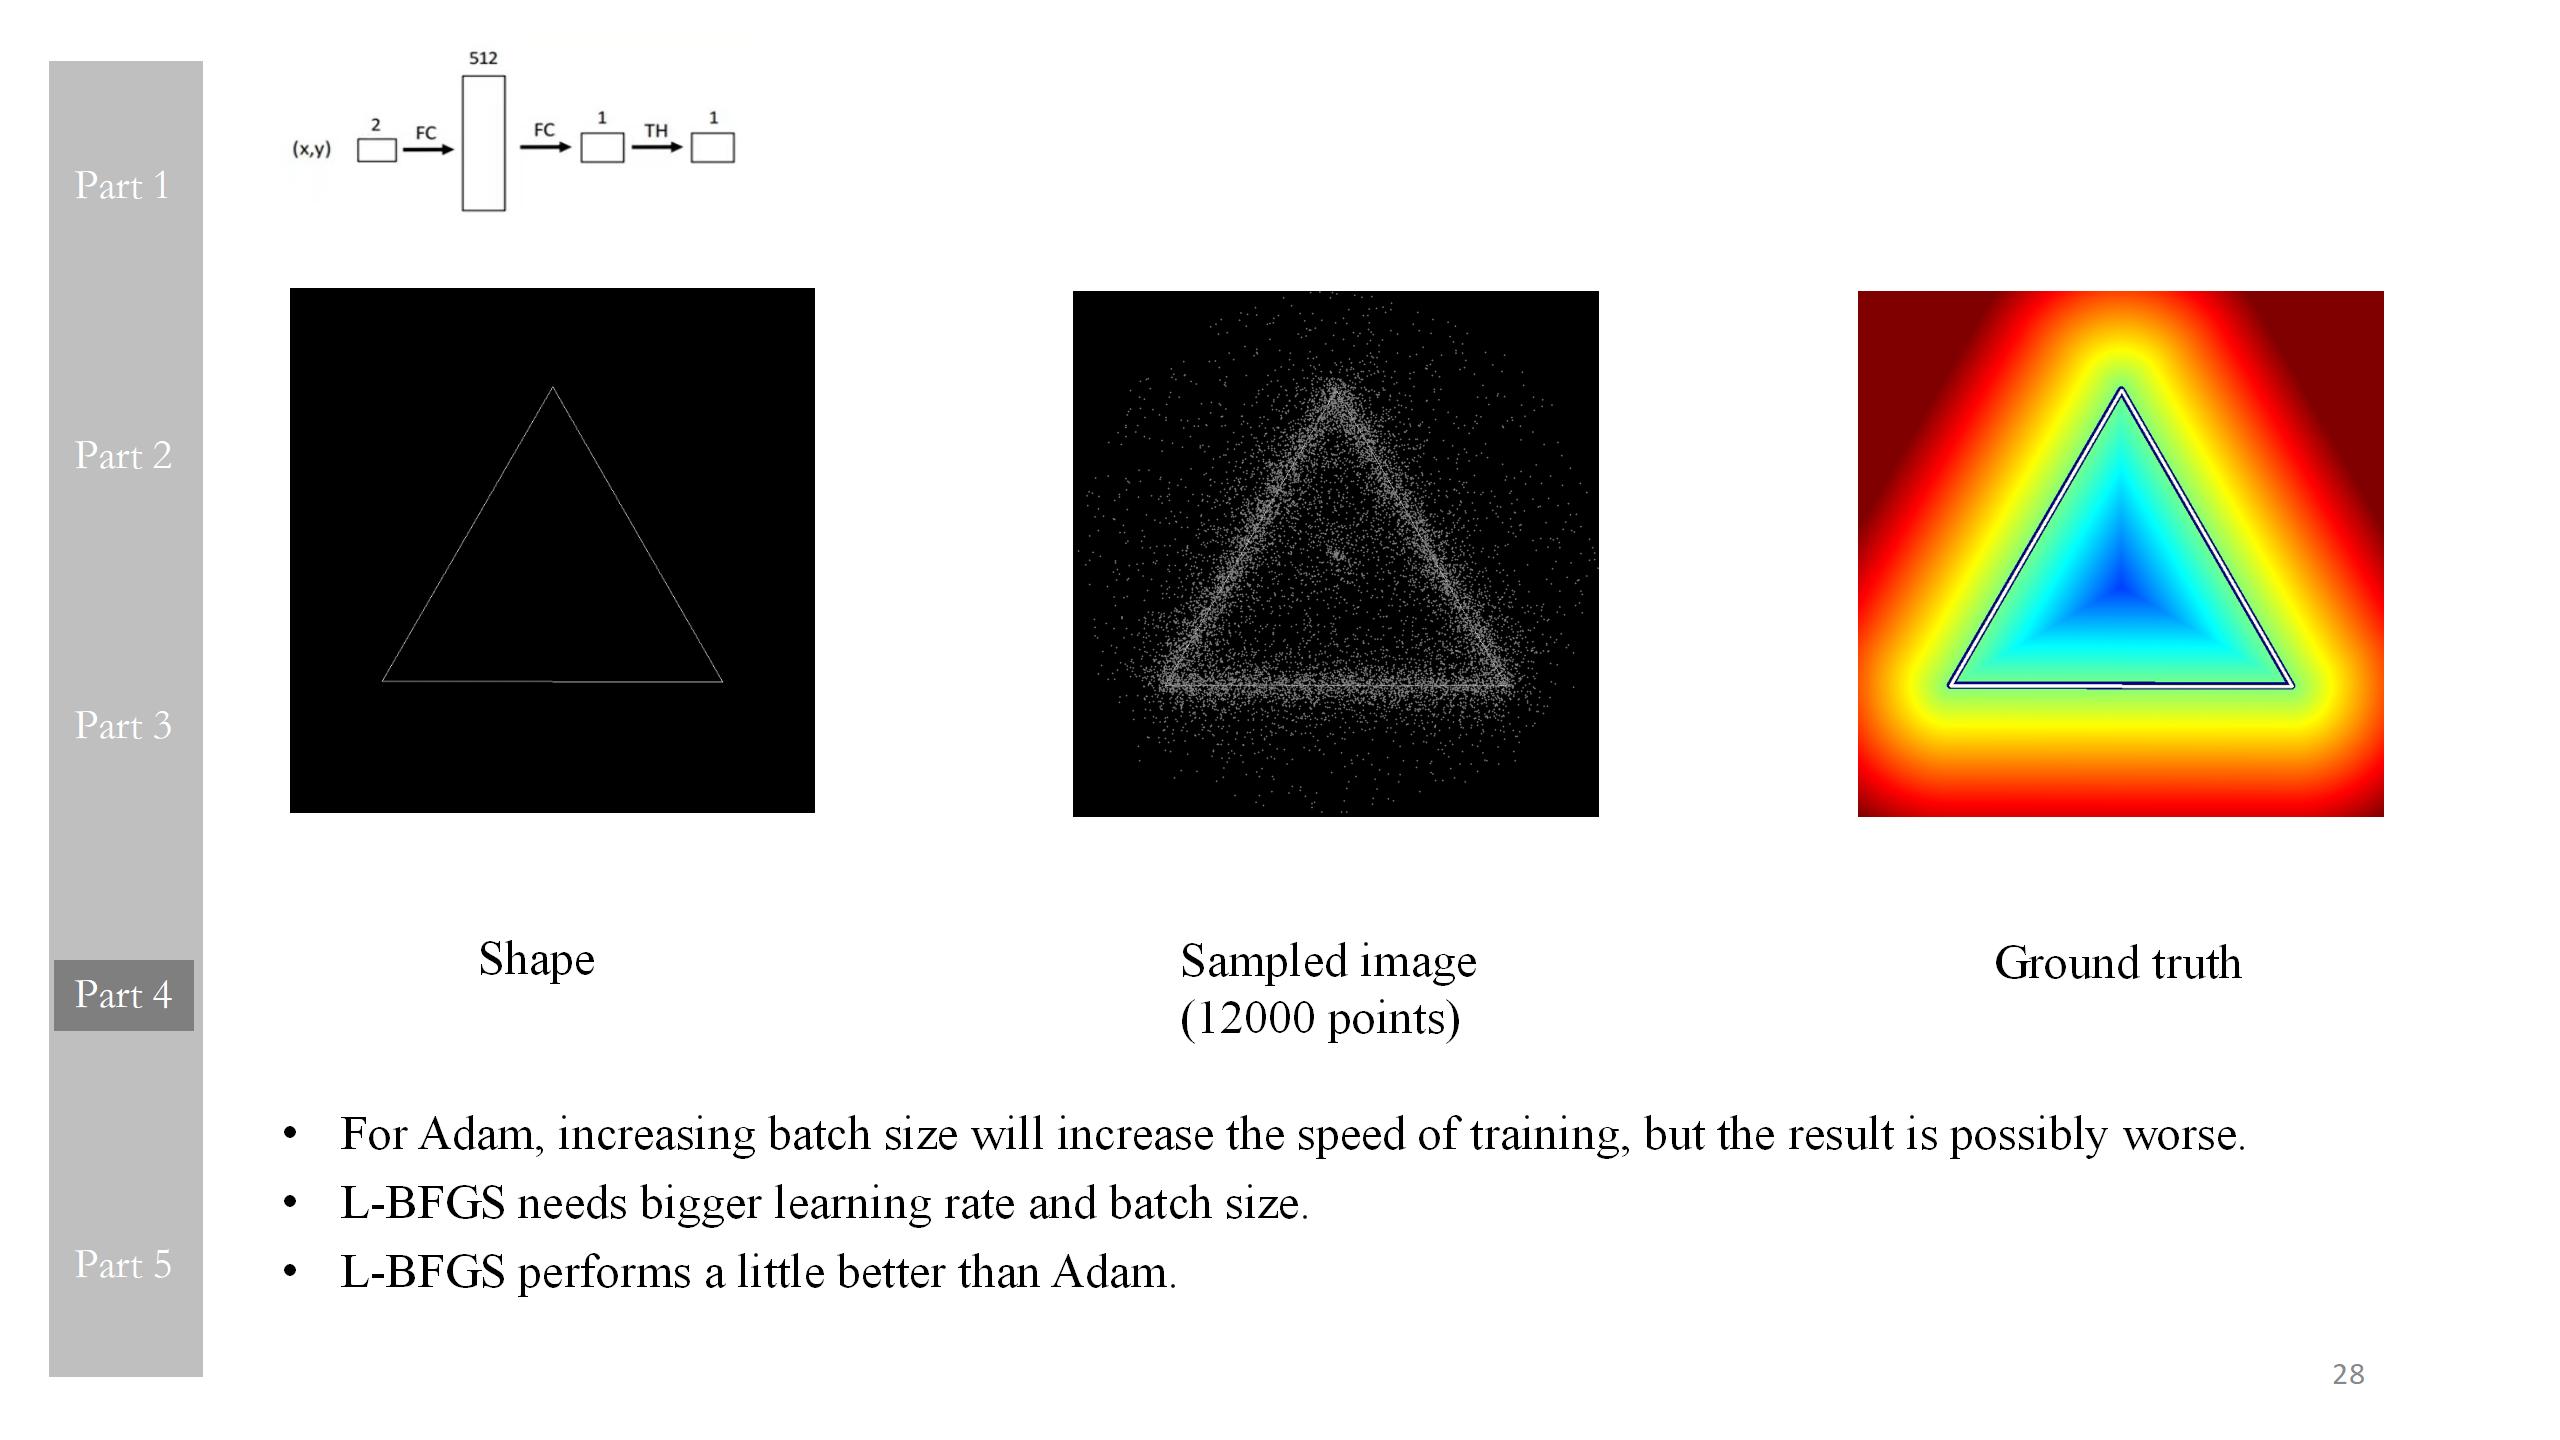 Part 1
Part 2
Part 3
Part 4
Part 5
512
(x,y)
2
FC
FC
1
TH
1
Shape
Sampled image
(12000 points)
Ground truth
• For Adam, increasing batch size will increase the speed of training, but the result is possibly worse.
• L-BFGS needs bigger learning rate and batch size.
• L-BFGS performs a little better than Adam.
28